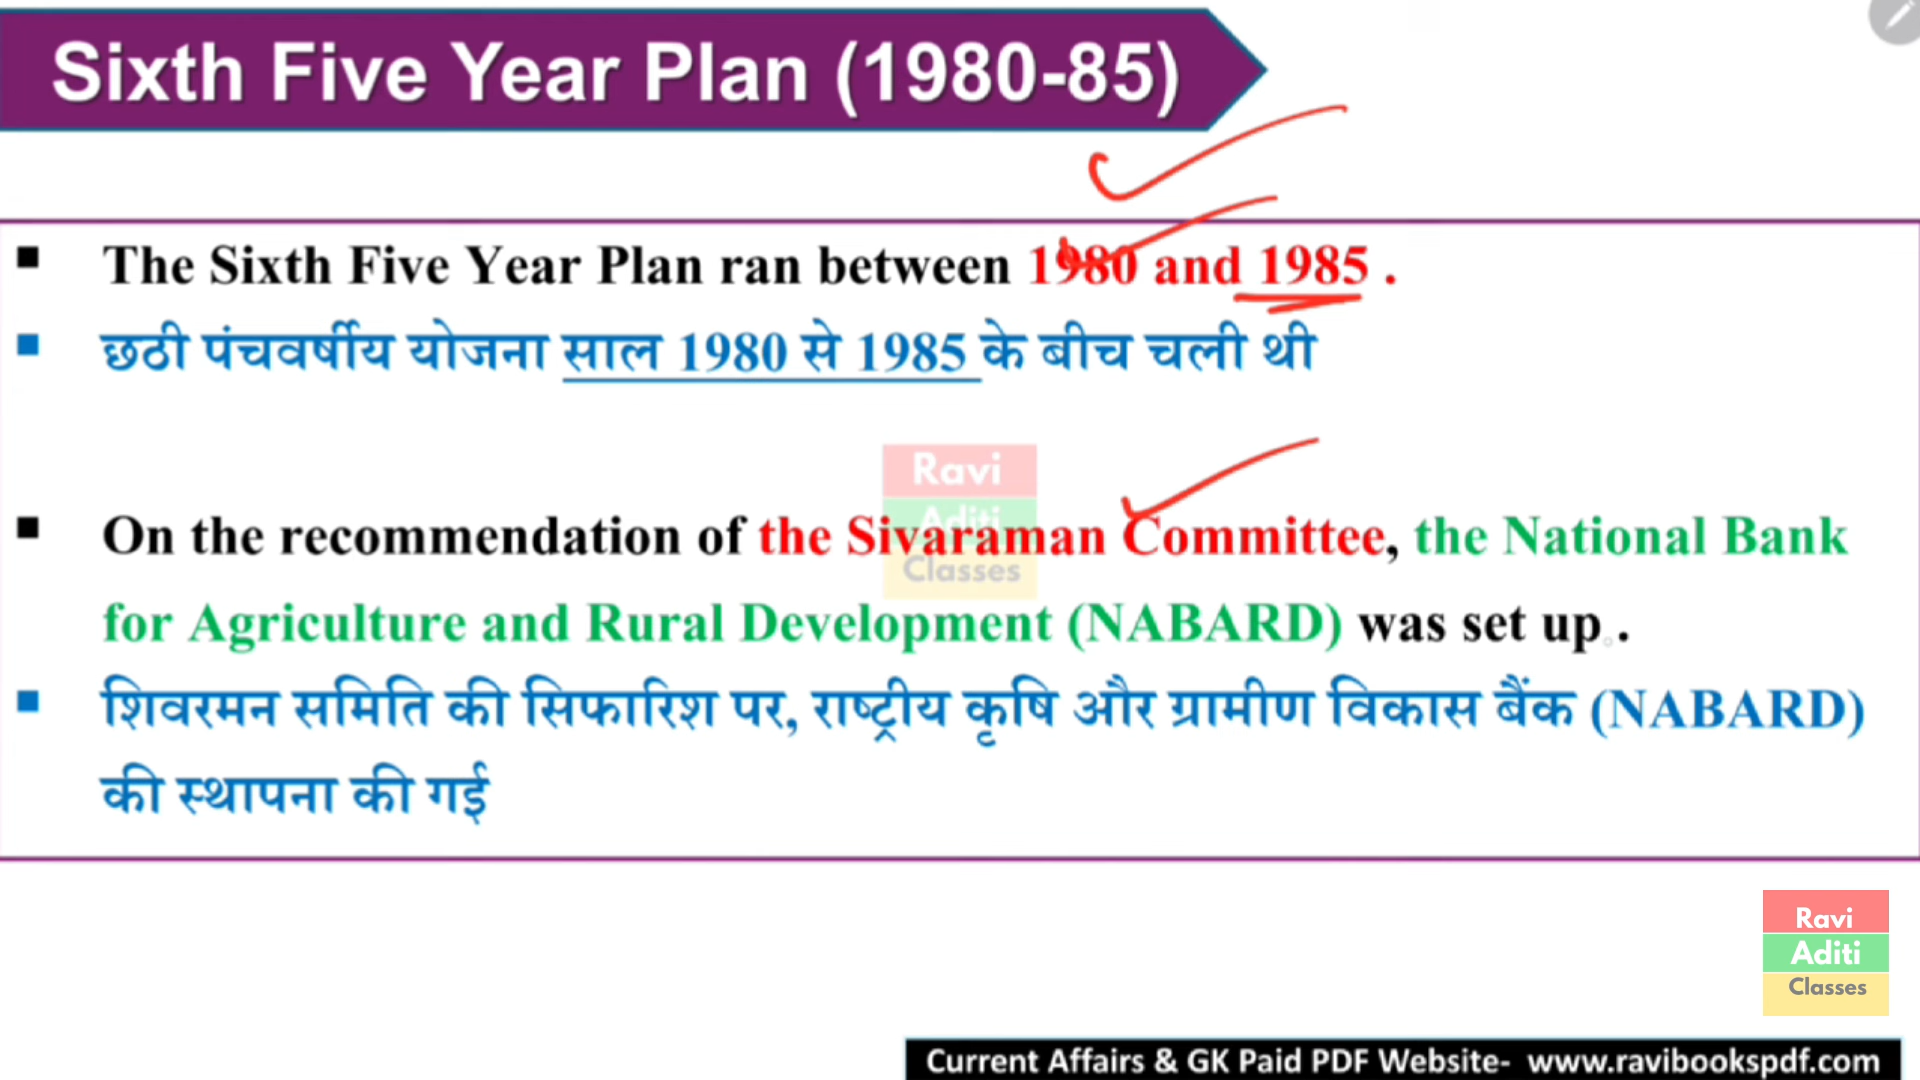 Sixth Five Year Plan (1980-85)
The Sixth Five Year Plan ran between 1980 and 1985 .
छठी पंचवर्षीय योजना साल 1980 से 1985 के बीच चली थी
Ravi
Aditi
Classes
On the recommendation of the Sivaraman Committee, the National Bank
for Agriculture and Rural Development (NABARD) was set up .
शिवरमन समिति की सिफारिश पर, राष्ट्रीय कृषि और ग्रामीण विकास बैंक (NABARD)
की स्थापना की गई
Ravi
Aditi
Classes
Current Affairs & GK Paid PDF Website- www.ravibookspdf.com